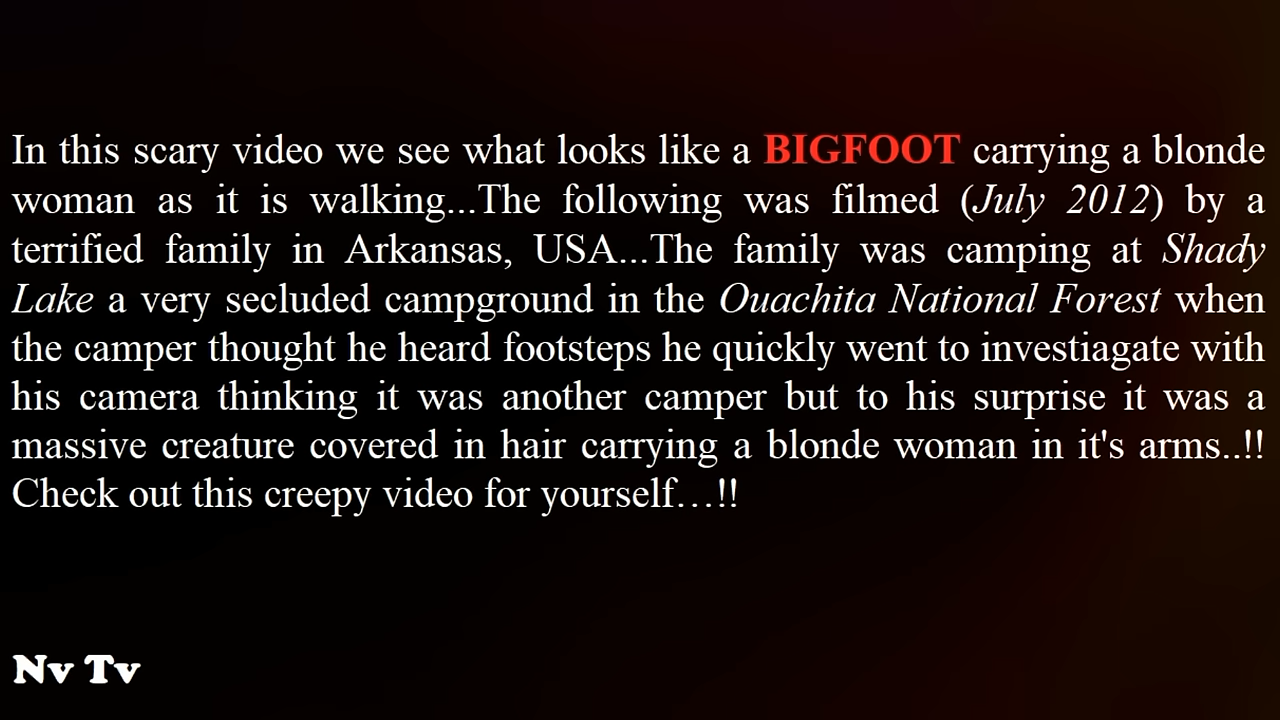 In this scary video we see what looks like a BIGFOOT carrying a blonde
woman as it is walking...The following was filmed (July 2012) by a
terrified family in Arkansas, USA...The family was camping at Shady
Lake a very secluded campground in the Ouachita National Forest when
the camper thought he heard footsteps he quickly went to investiagate with
his camera thinking it was another camper but to his surprise it was a
massive creature covered in hair carrying a blonde woman in it's arms..!!
Check out this creepy video for yourself…!!
Nv Tv